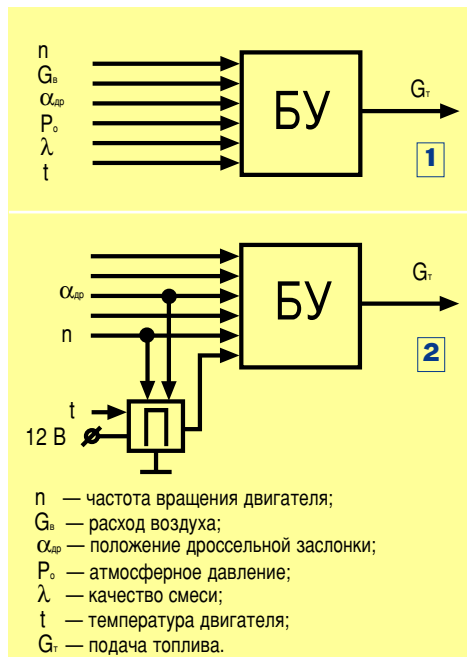 n
Gв
αдр
Pо
λ
t
БУ
Gт
1
αдр
n
t
12 В
П
БУ
Gт
2
n — частота вращения двигателя;
Gв — расход воздуха;
αдр — положение дроссельной заслонки;
Pо — атмосферное давление;
λ — качество смеси;
t — температура двигателя;
Gт — подача топлива.